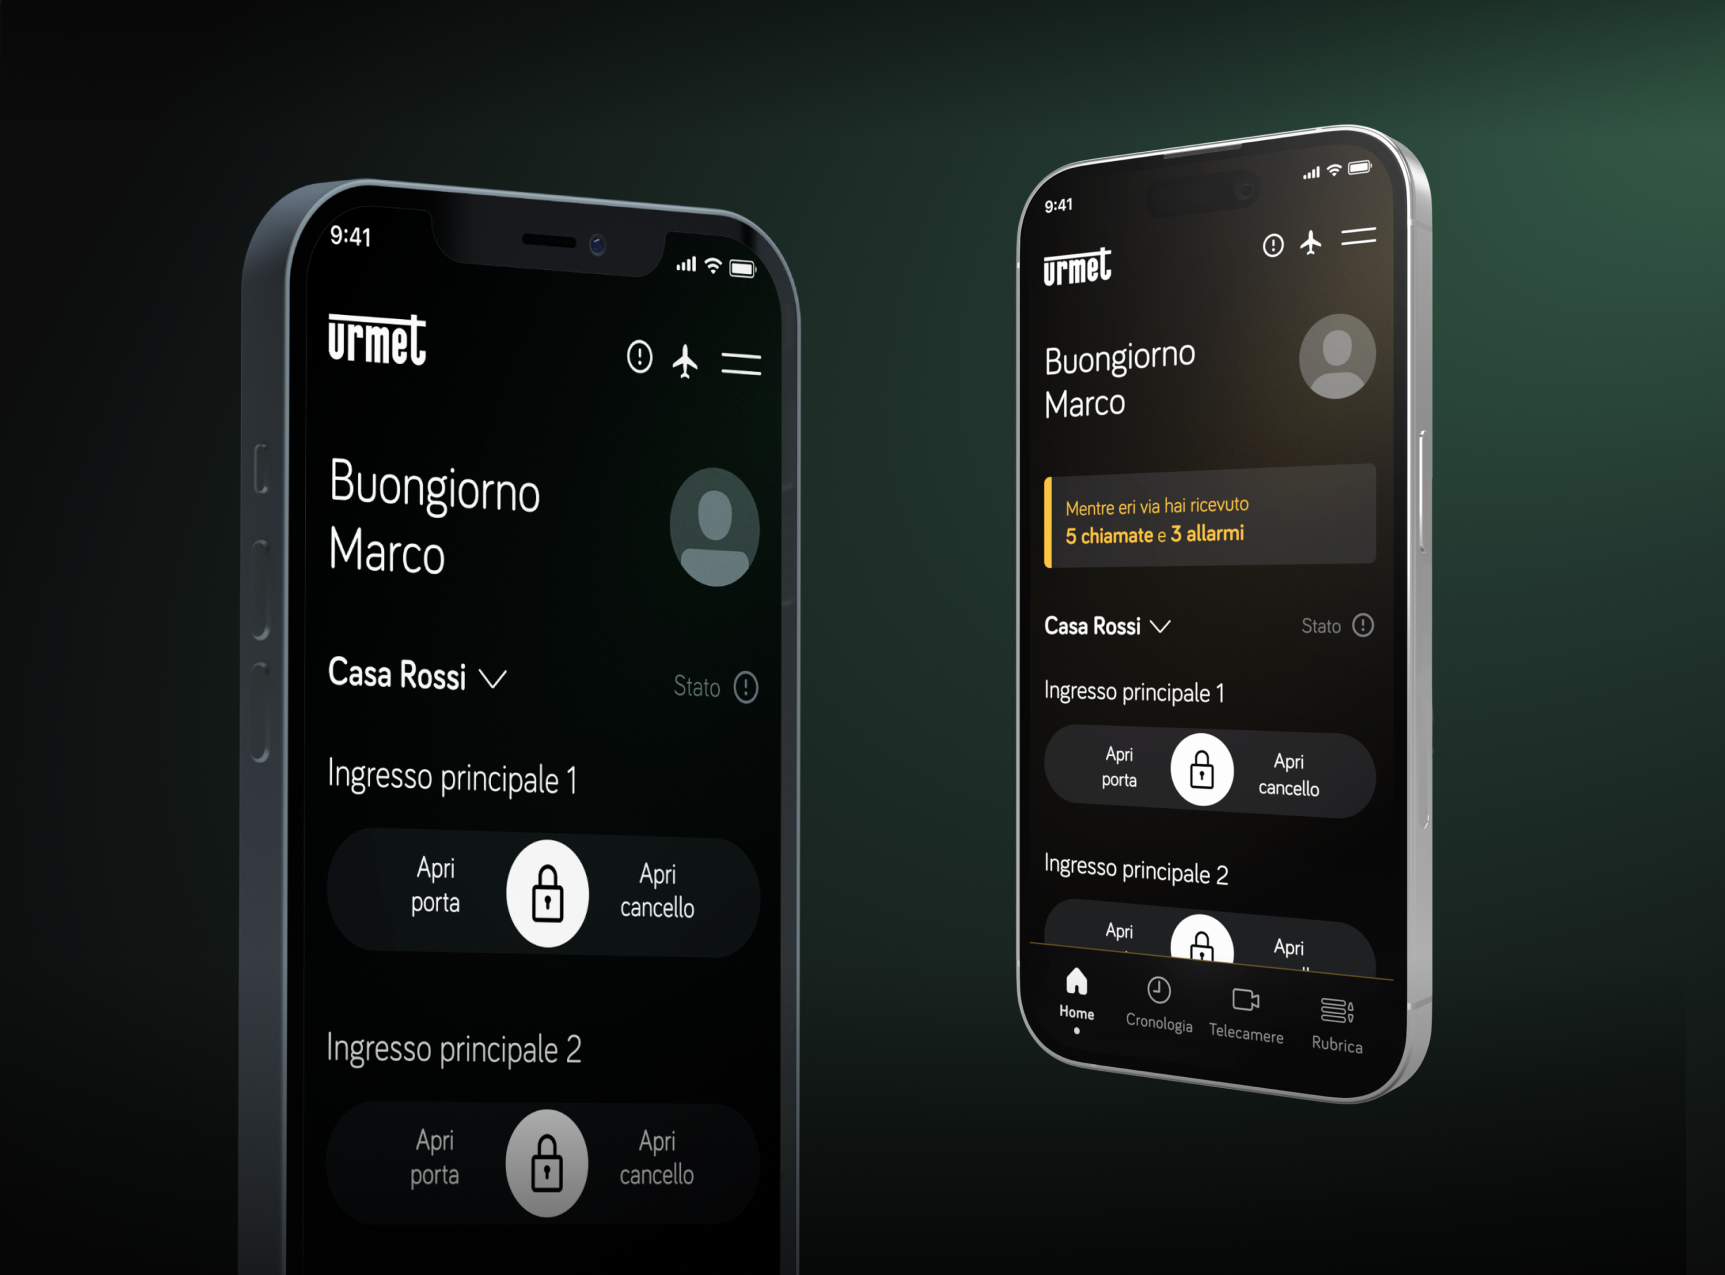 9:41
urmet
Buongiorno
Marco
Casa Rossi
Stato
Ingresso principale 1
Apri
porta
Apri
cancello
Ingresso principale 2
Apri
porta
Apri
cancello
9:41
urmet
Buongiorno
Marco
Mentre eri via hai ricevuto
5 chiamate e 3 allarmi
Casa Rossi
Stato
Ingresso principale 1
Apri
porta
Apri
cancello
Ingresso principale 2
Apri
Apri
Home
Cronologia
Telecamere
Rubrica